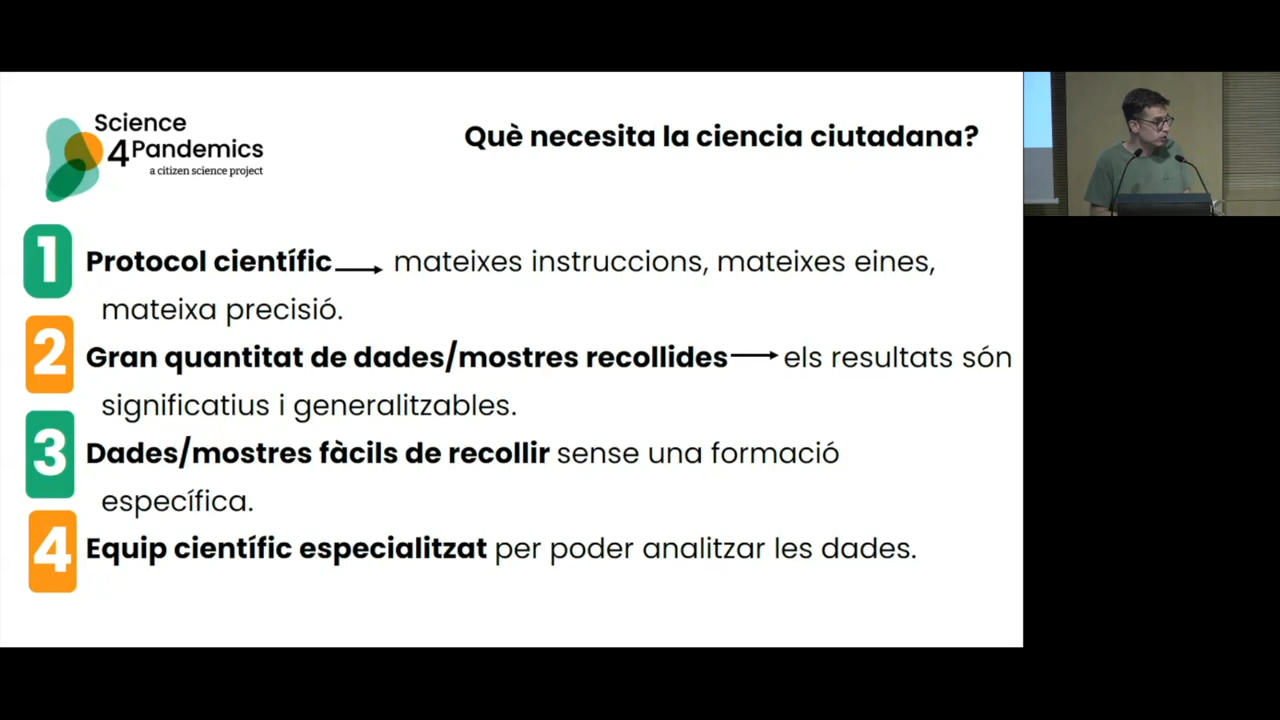 Science
4Pandemics
a citizen science project
Què necesita la ciencia ciutadana?
1 Protocol científic → mateixes instruccions, mateixes eines,
mateixa precisió.
2 Gran quantitat de dades/mostres recollides → els resultats són
significatius i generalitzables.
3 Dades/mostres fàcils de recollir sense una formació
específica.
4 Equip científic especialitzat per poder analitzar les dades.